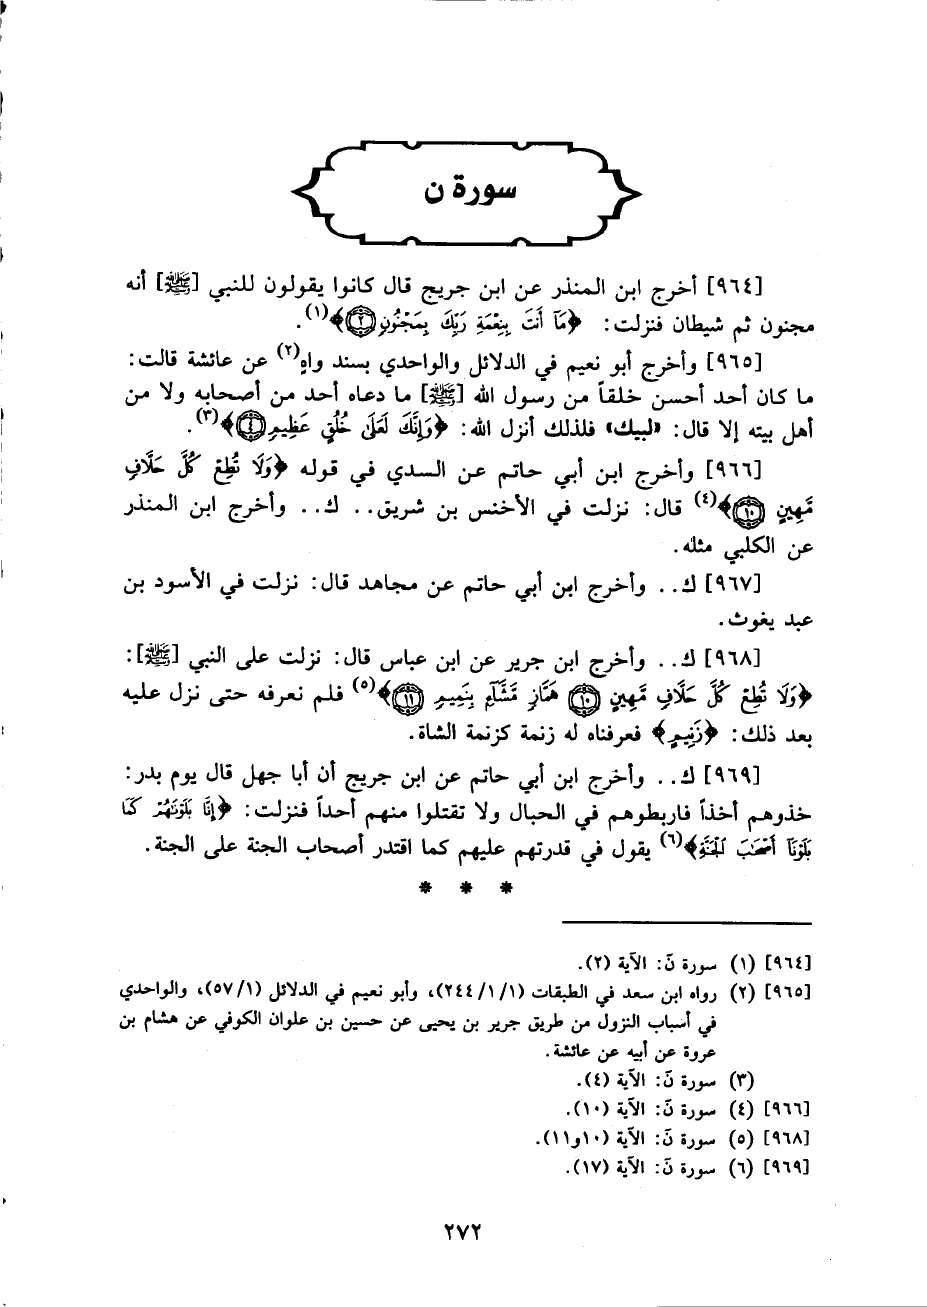 سورة ن
[٩٦٤] أخرج ابن المنذر عن ابن جريج قال كانوا يقولون للنبي [ﷺ] أنه
مجنون ثم شيطان فنزلت: ﴿مَآ أَنتَ بِنِعْمَةِ رَبِّكَ بِمَجْنُونٍ ٢﴾(١).
[٩٦٥] وأخرج أبو نعيم في الدلائل والواحدي بسند واهٍ(٢) عن عائشة قالت:
ما كان أحد أحسن خلقاً من رسول الله [ﷺ] ما دعاه أحد من أصحابه ولا من
أهل بيته إلا قال: «لبيك» فلذلك أنزل الله: ﴿وَإِنَّكَ لَعَلَىٰ خُلُقٍ عَظِيمٍ ٤﴾(٣).
[٩٦٦] وأخرج ابن أبي حاتم عن السدي في قوله ﴿وَلَا تُطِعْ كُلَّ حَلَّافٍ
مَّهِينٍ ١٠﴾(٤) قال: نزلت في الأخنس بن شريق.. ك.. وأخرج ابن المنذر
عن الكلبي مثله.
[٩٦٧] ك.. وأخرج ابن أبي حاتم عن مجاهد قال: نزلت في الأسود بن
عبد يغوث.
[٩٦٨] ك.. وأخرج ابن جرير عن ابن عباس قال: نزلت على النبي [ﷺ]:
﴿وَلَا تُطِعْ كُلَّ حَلَّافٍ مَّهِينٍ ١٠ هَمَّازٍ مَّشَّآءٍ بِنَمِيمٍ ١١﴾(٥) فلم نعرفه حتى نزل عليه
بعد ذلك: ﴿زَنِيمٍ﴾ فعرفناه له زنمة كزنمة الشاة.
[٩٦٩] ك.. وأخرج ابن أبي حاتم عن ابن جريج أن أبا جهل قال يوم بدر:
خذوهم أخذاً فاربطوهم في الحبال ولا تقتلوا منهم أحداً فنزلت: ﴿إِنَّا بَلَوْنَٰهُمْ كَمَا
بَلَوْنَآ أَصْحَٰبَ ٱلْجَنَّةِ﴾(٦) يقول في قدرتهم عليهم كما اقتدر أصحاب الجنة على الجنة.
* * *
[٩٦٤] (١) سورة نَ: الآية (٢).
[٩٦٥] (٢) رواه ابن سعد في الطبقات (٢٤٤/١/١)، وأبو نعيم في الدلائل (٥٧/١)، والواحدي
في أسباب النزول من طريق جرير بن يحيى عن حسين بن علوان الكوفي عن هشام بن
عروة عن أبيه عن عائشة.
(٣) سورة نَ: الآية (٤).
[٩٦٦] (٤) سورة نَ: الآية (١٠).
[٩٦٨] (٥) سورة نَ: الآية (١٠و١١).
[٩٦٩] (٦) سورة نَ: الآية (١٧).
٢٧٢